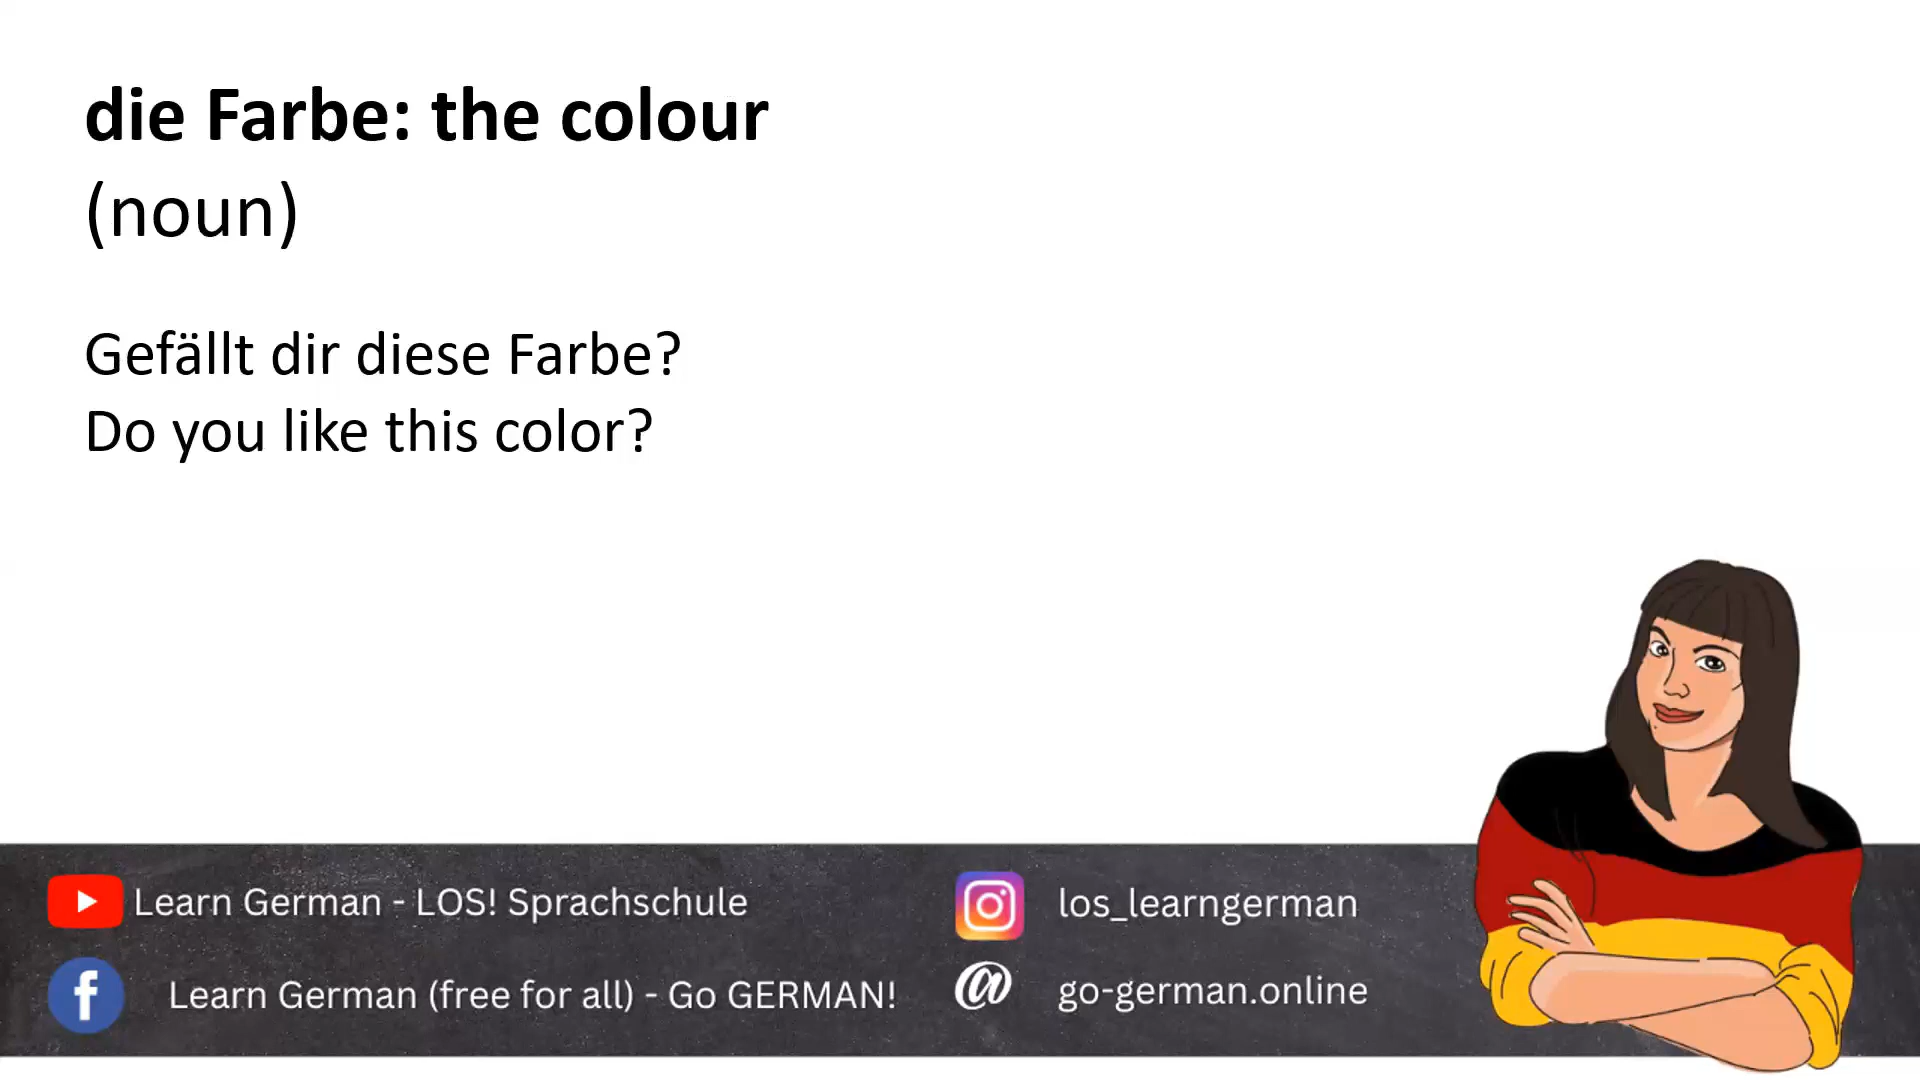 die Farbe: the colour
(noun)
Gefällt dir diese Farbe?
Do you like this color?
Learn German - LOS! Sprachschule
los_learngerman
Learn German (free for all) - Go GERMAN!
go-german.online